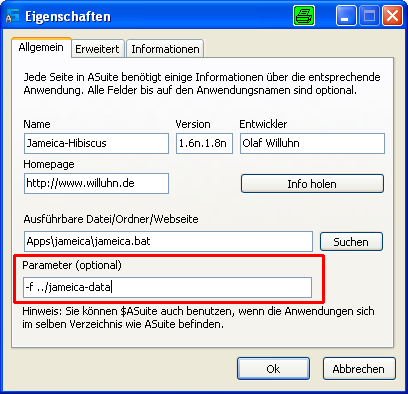 Eigenschaften
Allgemein Erweitert Informationen
Jede Seite in ASuite benötigt einige Informationen über die entsprechende
Anwendung. Alle Felder bis auf den Anwendungsnamen sind optional.
Name Version Entwickler
Jameica-Hibiscus 1.6n.1.8n Olaf Willuhn
Homepage
http://www.willuhn.de Info holen
Ausführbare Datei/Ordner/Webseite
Apps\jameica\jameica.bat Suchen
Parameter (optional)
-f ../jameica-data
Hinweis: Sie können $ASuite auch benutzen, wenn die Anwendungen sich
im selben Verzeichnis wie ASuite befinden.
Ok Abbrechen